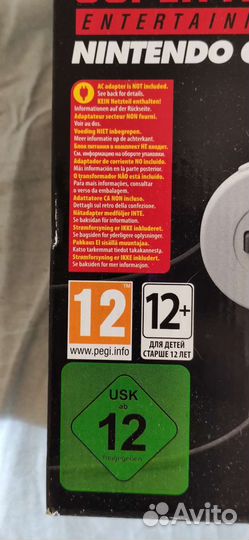 ENTERTAIN
NINTENDO
AC adapter is NOT included.
See back for details.
KEIN Netzteil enthalten!
Informationen auf der Rückseite.
Adaptateur secteur NON fourni.
Voir au dos.
Voeding NIET inbegrepen.
Meer informatie op de achterkant.
Блок питания в комплект НЕ входит.
См. информацию на обороте упаковки.
Adaptador de corriente NO incluido.
Más información en la parte posterior.
O transformador NÃO está incluído.
Para mais informações, consultar
o verso da embalagem.
Adattatore CA NON incluso.
Dettagli sul retro della confezione.
Nätadapter medföljer INTE.
Se baksidan för information.
Strømforsyning er IKKE inkluderet.
Se bagsiden for yderligere oplysninger.
Pakkaus EI sisällä muuntajaa.
Katso tarkemmat tiedot takakannesta.
Strømforsyning er IKKE inkludert.
Se baksiden for mer informasjon.
12
www.pegi.info
12+
ДЛЯ ДЕТЕЙ
СТАРШЕ 12 ЛЕТ
USK
ab
12
freigegeben
Avito